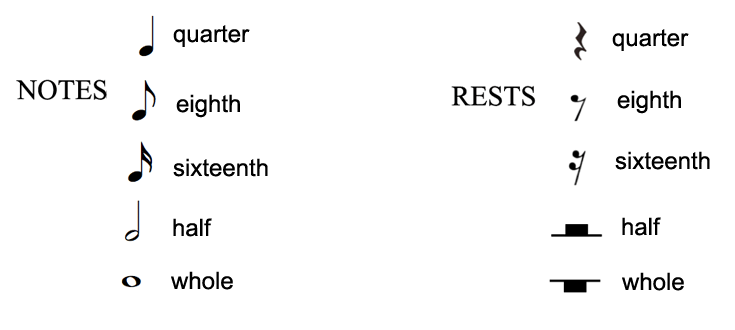 quarter
NOTES
eighth
sixteenth
half
whole
quarter
RESTS
eighth
sixteenth
half
whole